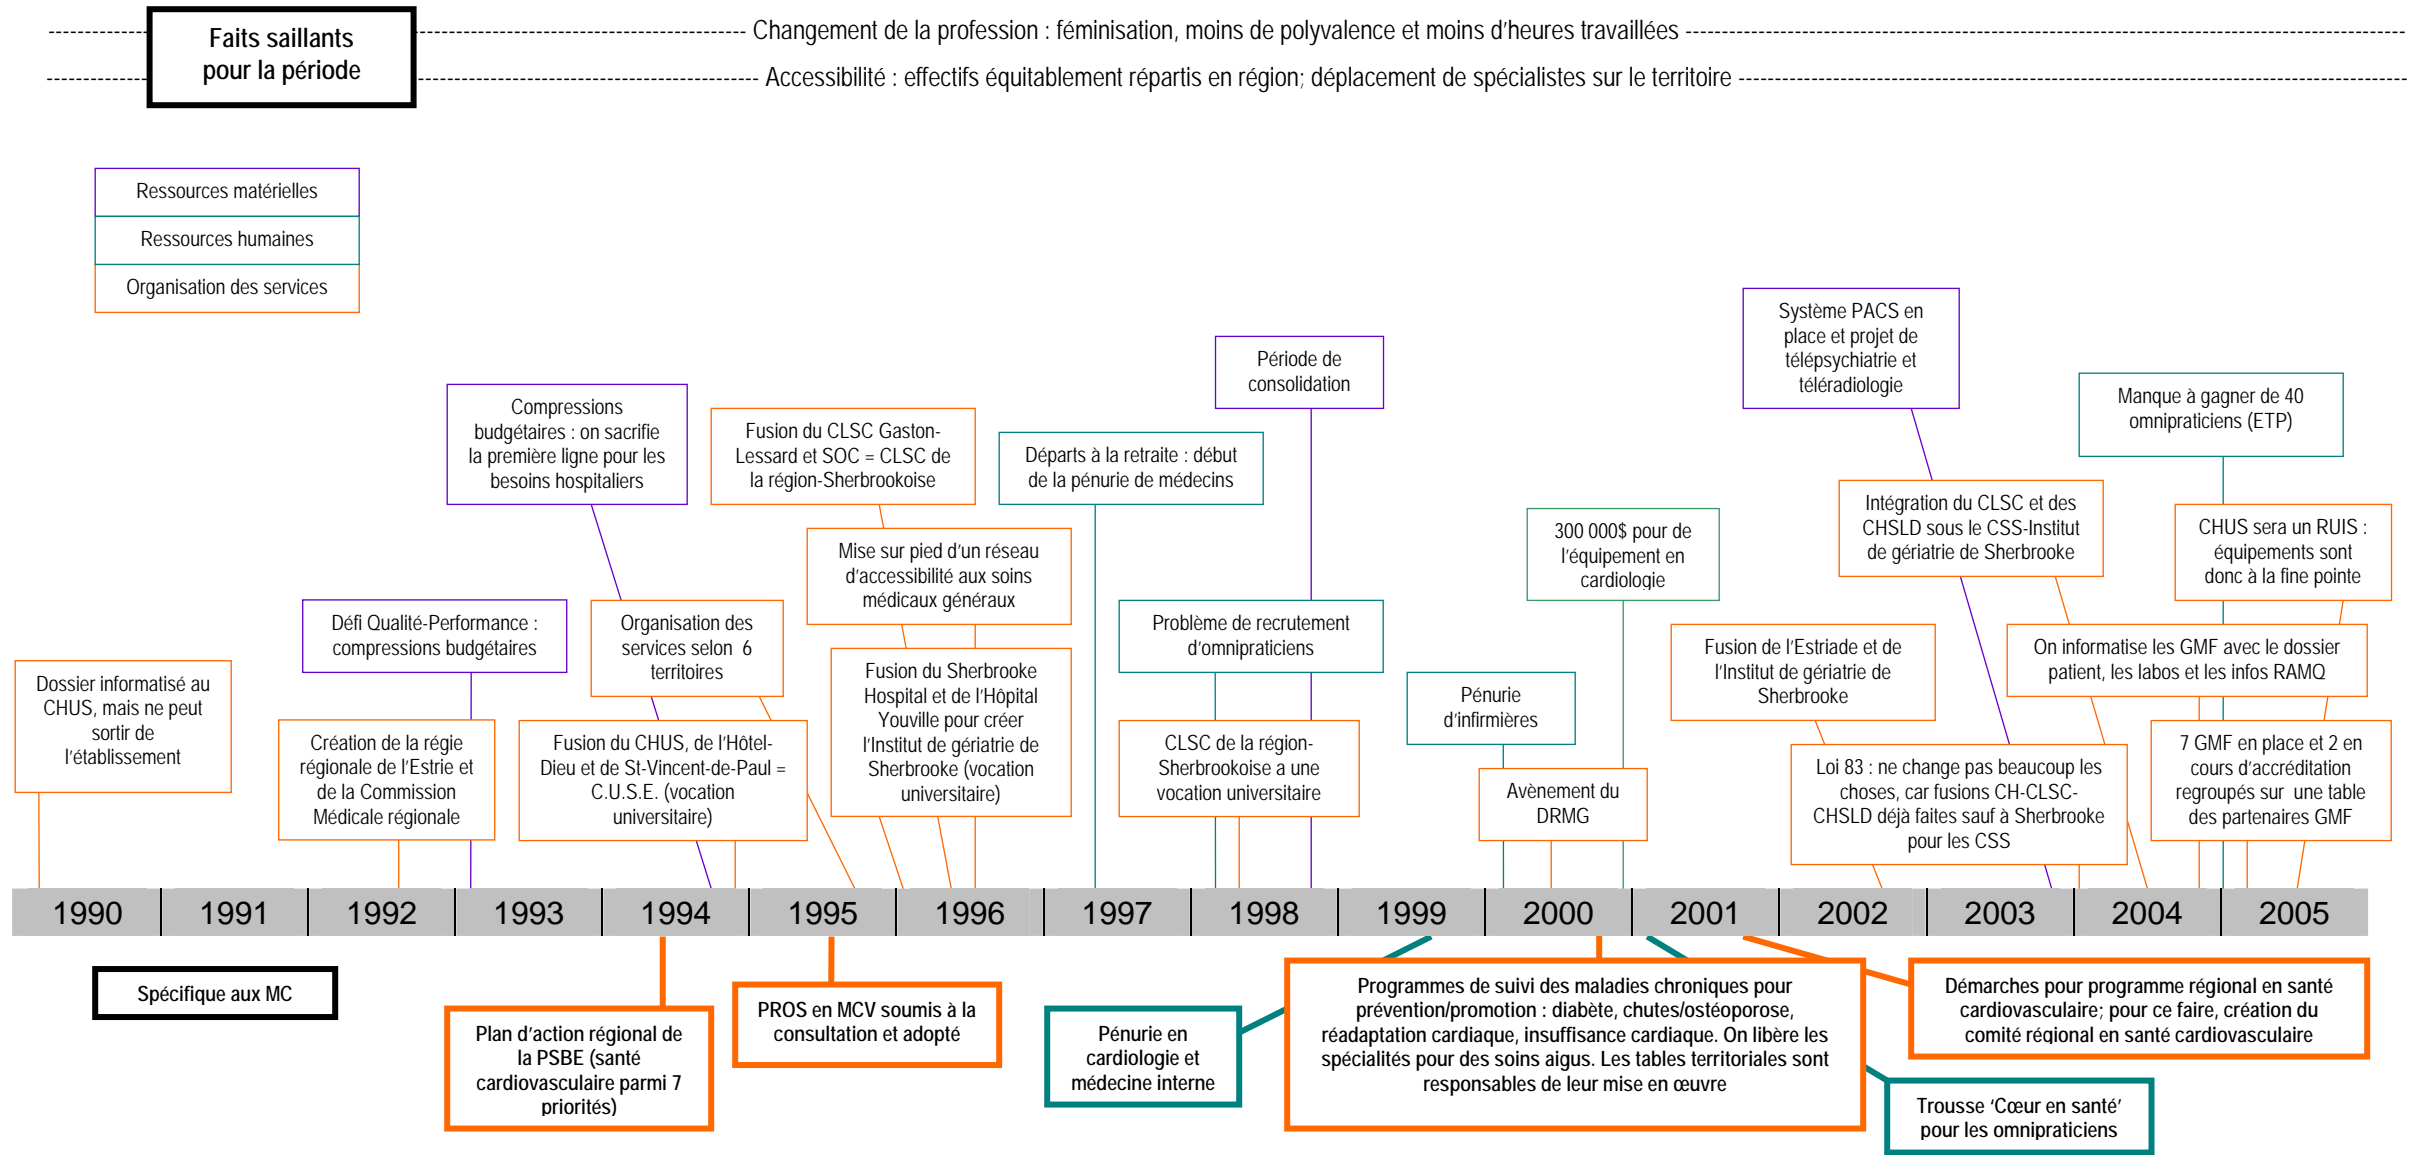 Faits saillants
pour la période
Changement de la profession : féminisation, moins de polyvalence et moins d’heures travaillées
Accessibilité : effectifs équitablement répartis en région; déplacement de spécialistes sur le territoire
Ressources matérielles
Ressources humaines
Organisation des services
Dossier informatisé au
CHUS, mais ne peut
sortir de
l’établissement
Création de la régie
régionale de l’Estrie et
de la Commission
Médicale régionale
Défi Qualité-Performance :
compressions budgétaires
Compressions
budgétaires : on sacrifie
la première ligne pour les
besoins hospitaliers
Organisation des
services selon 6
territoires
Fusion du CHUS, de l’Hôtel-
Dieu et de St-Vincent-de-Paul =
C.U.S.E. (vocation
universitaire)
Fusion du CLSC Gaston-
Lessard et SOC = CLSC de
la région-Sherbrookoise
Mise sur pied d’un réseau
d’accessibilité aux soins
médicaux généraux
Fusion du Sherbrooke
Hospital et de l’Hôpital
Youville pour créer
l’Institut de gériatrie de
Sherbrooke (vocation
universitaire)
Départs à la retraite : début
de la pénurie de médecins
Période de
consolidation
Problème de recrutement
d’omnipraticiens
CLSC de la région-
Sherbrookoise a une
vocation universitaire
Pénurie
d’infirmières
300 000$ pour de
l’équipement en
cardiologie
Avènement du
DRMG
Système PACS en
place et projet de
télépsychiatrie et
téléradiologie
Intégration du CLSC et des
CHSLD sous le CSS-Institut
de gériatrie de Sherbrooke
Fusion de l’Estriade et de
l’Institut de gériatrie de
Sherbrooke
Loi 83 : ne change pas beaucoup les
choses, car fusions CH-CLSC-
CHSLD déjà faites sauf à Sherbrooke
pour les CSS
Manque à gagner de 40
omnipraticiens (ETP)
CHUS sera un RUIS :
équipements sont
donc à la fine pointe
On informatise les GMF avec le dossier
patient, les labos et les infos RAMQ
7 GMF en place et 2 en
cours d’accréditation
regroupés sur une table
des partenaires GMF
1990 1991 1992 1993 1994 1995 1996 1997 1998 1999 2000 2001 2002 2003 2004 2005
Spécifique aux MC
Plan d’action régional de
la PSBE (santé
cardiovasculaire parmi 7
priorités)
PROS en MCV soumis à la
consultation et adopté
Pénurie en
cardiologie et
médecine interne
Programmes de suivi des maladies chroniques pour
prévention/promotion : diabète, chutes/ostéoporose,
réadaptation cardiaque, insuffisance cardiaque. On libère les
spécialités pour des soins aigus. Les tables territoriales sont
responsables de leur mise en œuvre
Démarches pour programme régional en santé
cardiovasculaire; pour ce faire, création du
comité régional en santé cardiovasculaire
Trousse ‘Cœur en santé’
pour les omnipraticiens